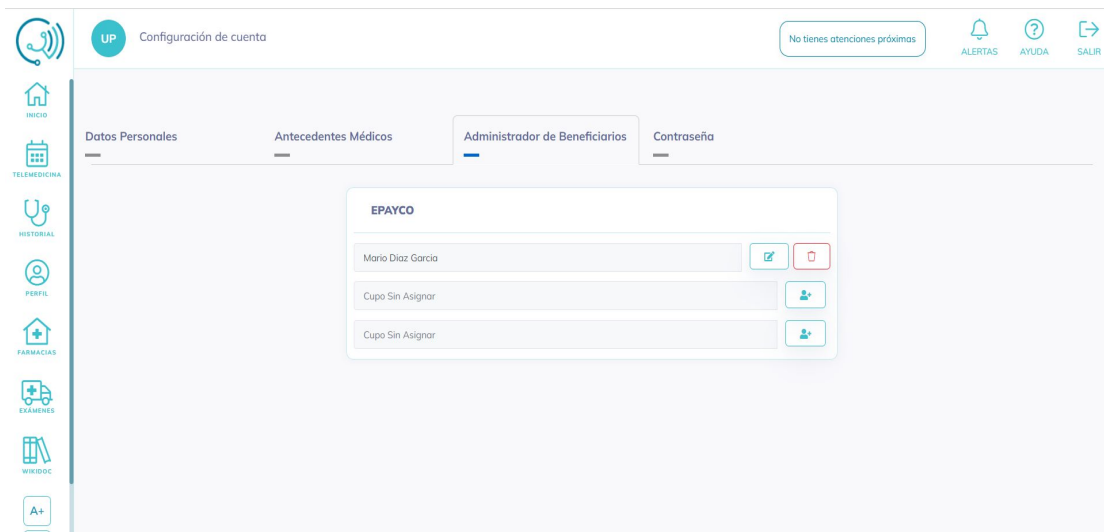 UP
Configuración de cuenta
No tienes atenciones próximas
ALERTAS
AYUDA
SALIR
INICIO
TELEMEDICINA
HISTORIAL
PERFIL
FARMACIAS
EXÁMENES
WIKIDOC
A+
Datos Personales
Antecedentes Médicos
Administrador de Beneficiarios
Contraseña
EPAYCO
Mario Diaz Garcia
Cupo Sin Asignar
Cupo Sin Asignar